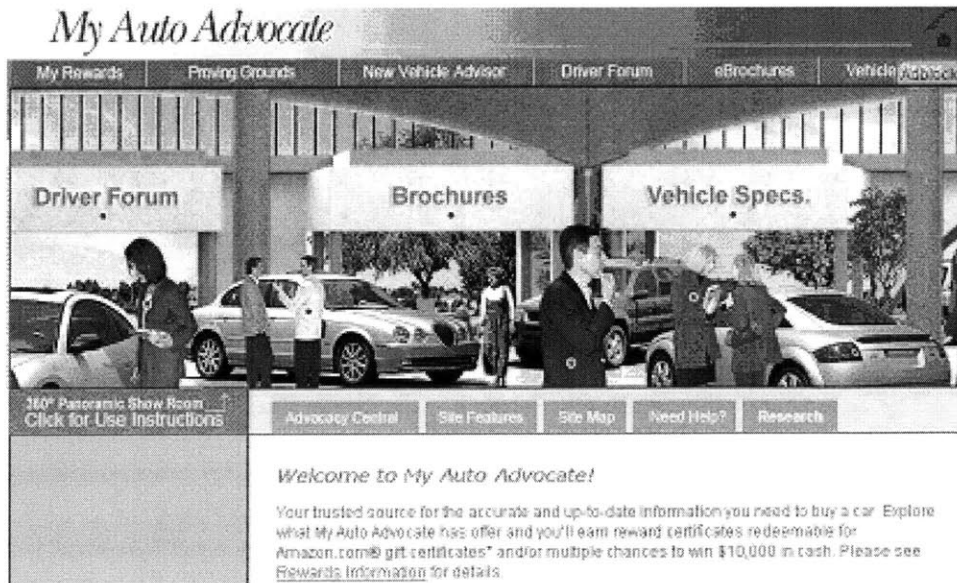 My Auto Advocate
My Rewards Proving Grounds New Vehicle Advisor Driver Forum eBrochures Vehicle Adblock
Driver Forum Brochures Vehicle Specs.
360° Panoramic Show Room
Click for Use Instructions
Advocacy Central Site Features Site Map Need Help? Research
Welcome to My Auto Advocate!
Your trusted source for the accurate and up-to-date information you need to buy a car. Explore
what My Auto Advocate has offer and you'll earn reward certificates redeemable for
Amazon.com® gift certificates* and/or multiple chances to win $10,000 in cash. Please see
Rewards Information for details.